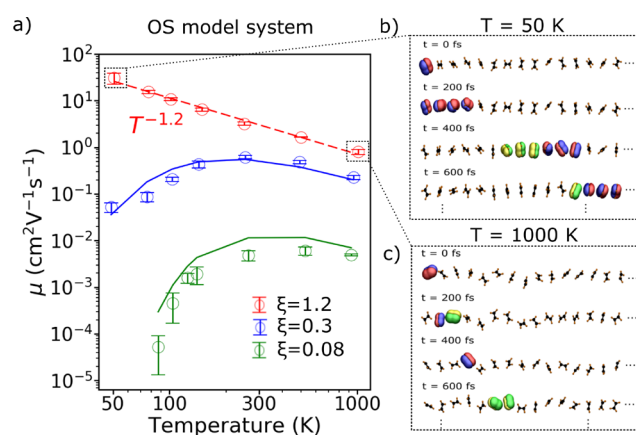 a)
OS model system
b)
T = 50 K
10²
10¹
10⁰
10⁻¹
10⁻²
10⁻³
10⁻⁴
10⁻⁵
μ (cm²V⁻¹s⁻¹)
T⁻¹·²
ξ=1.2
ξ=0.3
ξ=0.08
50 100 300 1000
Temperature (K)
t = 0 fs
t = 200 fs
t = 400 fs
t = 600 fs
c)
T = 1000 K
t = 0 fs
t = 200 fs
t = 400 fs
t = 600 fs